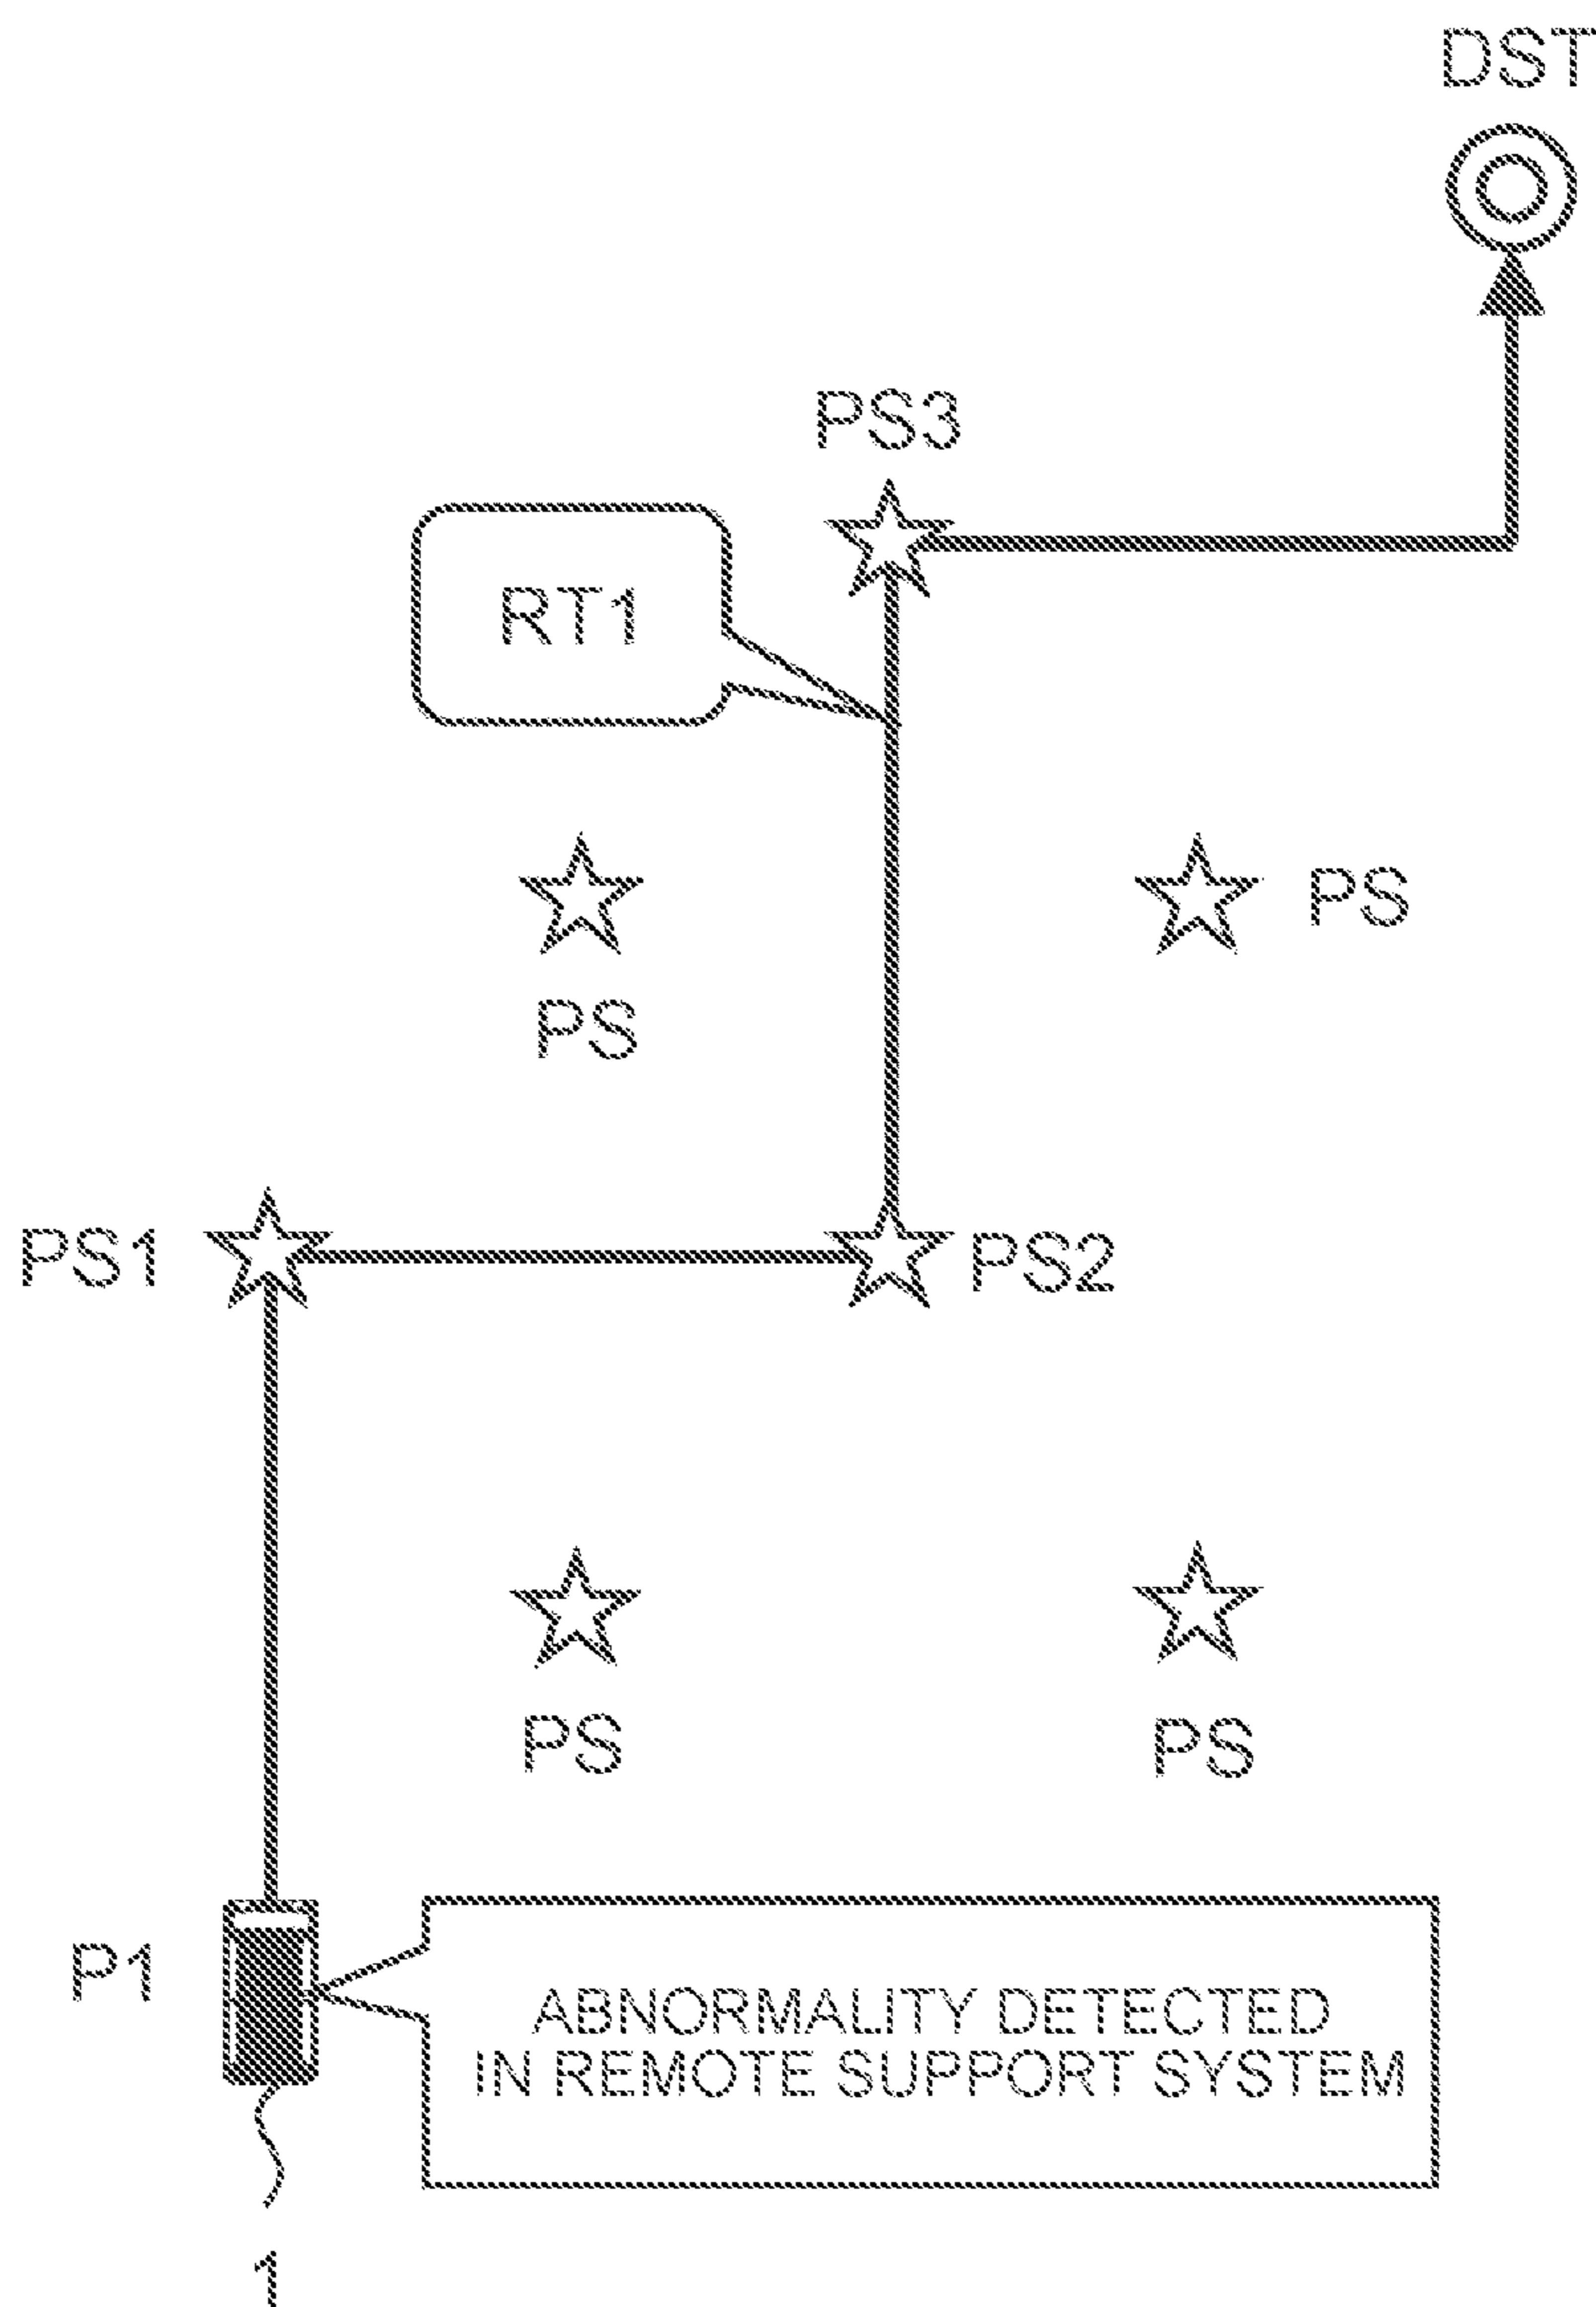 DST
PS3
RT1
PS
PS
PS1
PS2
PS
PS
P1
ABNORMALITY DETECTED
IN REMOTE SUPPORT SYSTEM
1